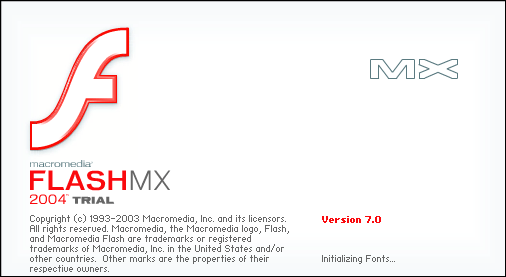 MX
macromedia®
FLASHMX
2004™ TRIAL
Copyright (c) 1993-2003 Macromedia, Inc. and its licensors.
All rights reserved. Macromedia, the Macromedia logo, Flash,
and Macromedia Flash are trademarks or registered
trademarks of Macromedia, Inc. in the United States and/or
other countries.  Other marks are the properties of their
respective owners.
Version 7.0
Initializing Fonts...